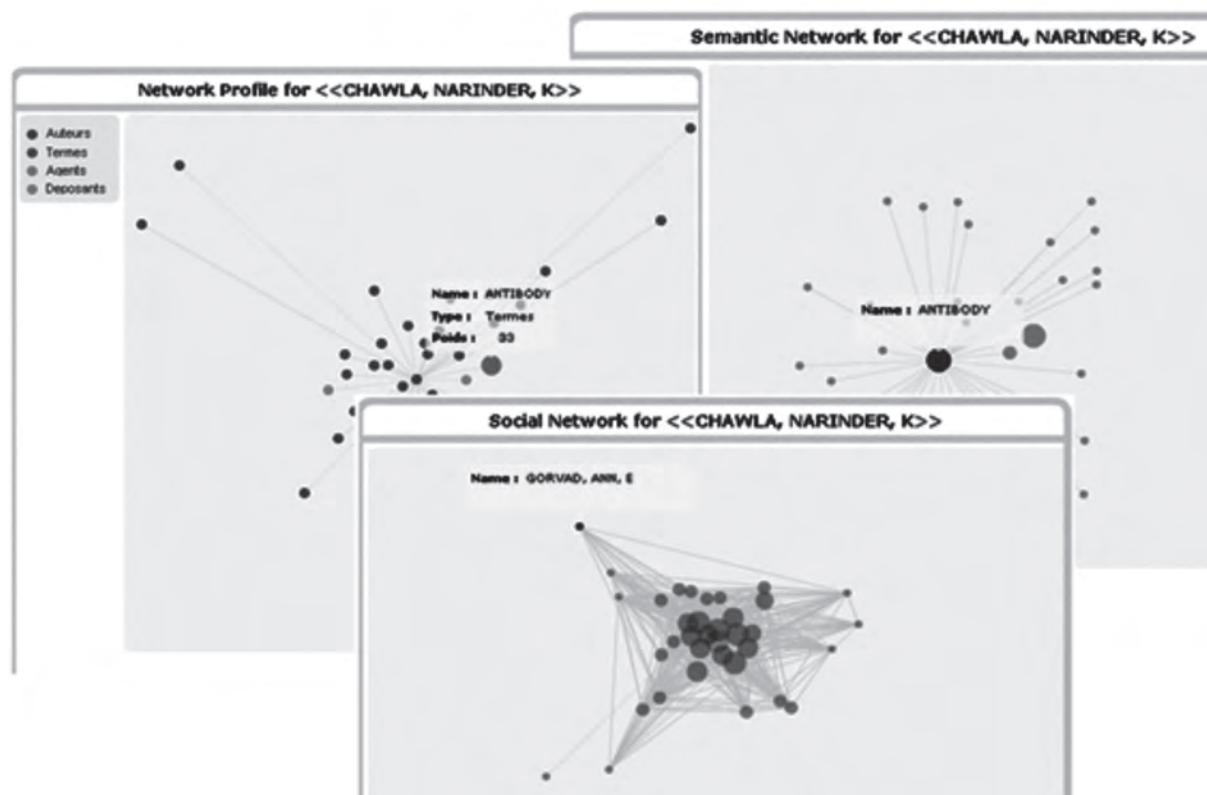 Semantic Network for <<CHAWLA, NARINDER, K>>
Network Profile for <<CHAWLA, NARINDER, K>>
Auteurs
Termes
Agents
Deposants
Name : ANTIBODY
Type : Termes
Poids : 33
Name : ANTIBODY
Social Network for <<CHAWLA, NARINDER, K>>
Name : GORVAD, ANN, E